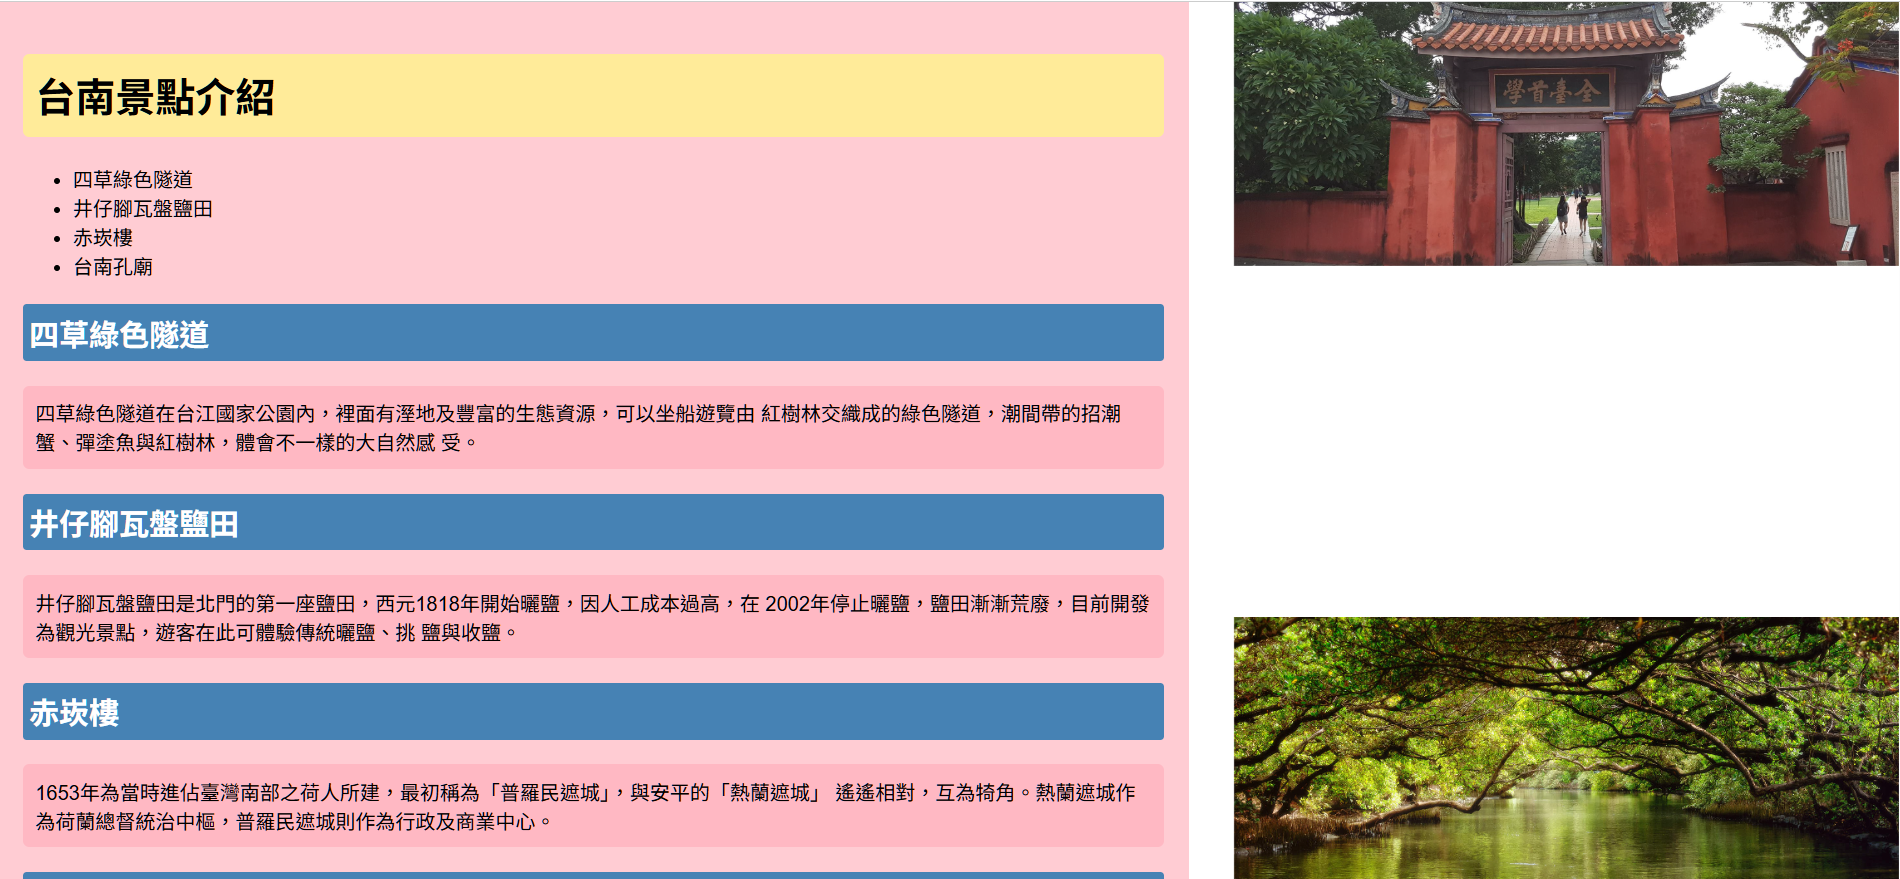 台南景點介紹
四草綠色隧道
井仔腳瓦盤鹽田
赤崁樓
台南孔廟
四草綠色隧道
四草綠色隧道在台江國家公園內，裡面有溼地及豐富的生態資源，可以坐船遊覽由 紅樹林交織成的綠色隧道，潮間帶的招潮
蟹、彈塗魚與紅樹林，體會不一樣的大自然感 受。
井仔腳瓦盤鹽田
井仔腳瓦盤鹽田是北門的第一座鹽田，西元1818年開始曬鹽，因人工成本過高，在 2002年停止曬鹽，鹽田漸漸荒廢，目前開發
為觀光景點，遊客在此可體驗傳統曬鹽、挑 鹽與收鹽。
赤崁樓
1653年為當時進佔臺灣南部之荷人所建，最初稱為「普羅民遮城」，與安平的「熱蘭遮城」 遙遙相對，互為犄角。熱蘭遮城作
為荷蘭總督統治中樞，普羅民遮城則作為行政及商業中心。
學首臺全